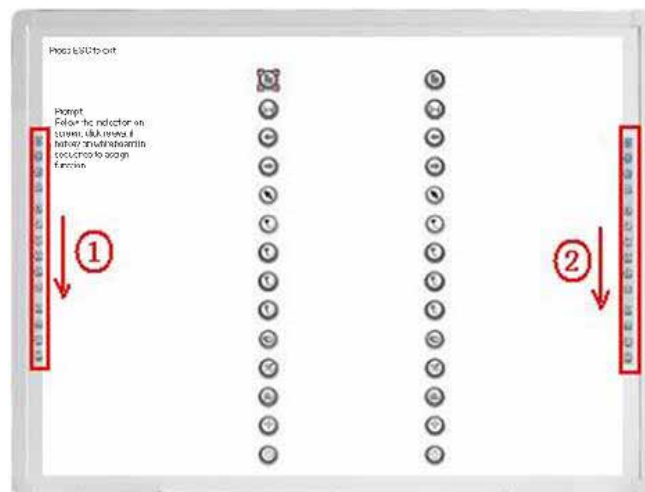 Press ESC to exit
Prompt
Follow the indication on
screen, click relevant
hotkey on whiteboard in
sequence to assign
function
1
2